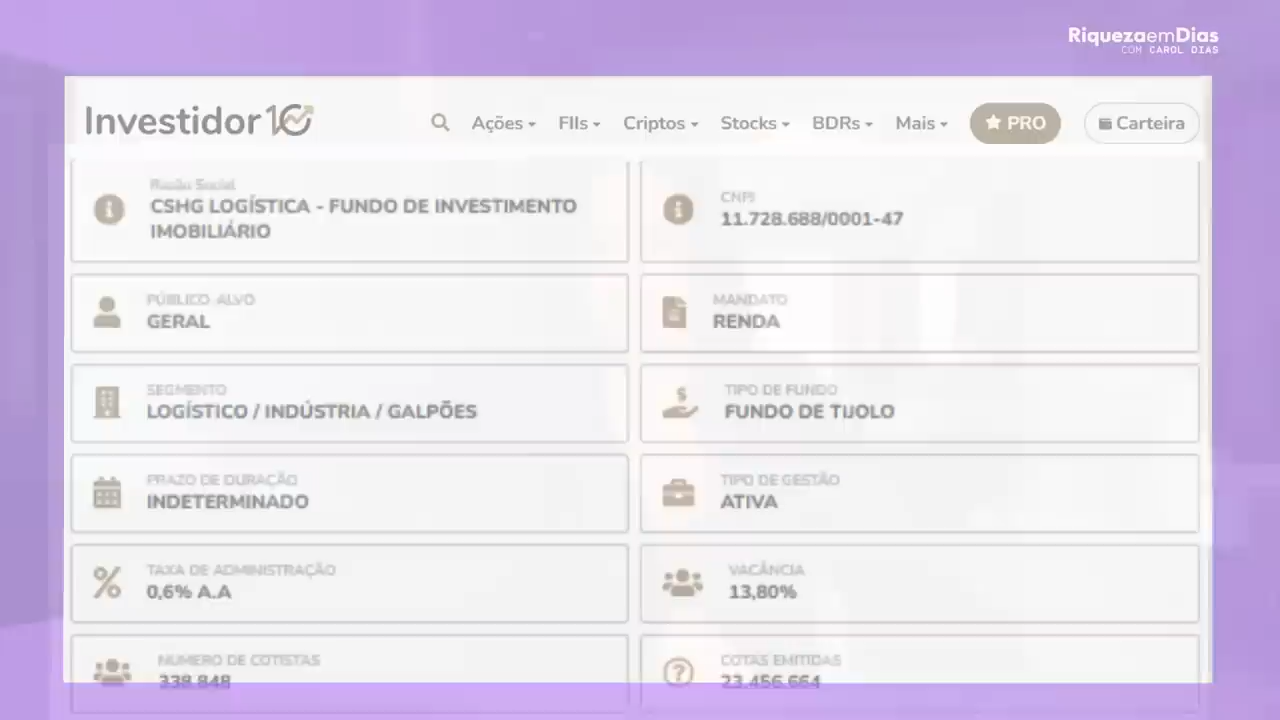 RiquezaemDias
COM CAROL DIAS
Investidor10
Ações
FIIs
Criptos
Stocks
BDRs
Mais
PRO
Carteira
Razão Social
CSHG LOGÍSTICA - FUNDO DE INVESTIMENTO
IMOBILIÁRIO
CNPJ
11.728.688/0001-47
PÚBLICO-ALVO
GERAL
MANDATO
RENDA
SEGMENTO
LOGÍSTICO / INDÚSTRIA / GALPÕES
TIPO DE FUNDO
FUNDO DE TIJOLO
PRAZO DE DURAÇÃO
INDETERMINADO
TIPO DE GESTÃO
ATIVA
TAXA DE ADMINISTRAÇÃO
0,6% A.A
VACÂNCIA
13,80%
NUMERO DE COTISTAS
338.848
COTAS EMITIDAS
23.456.664